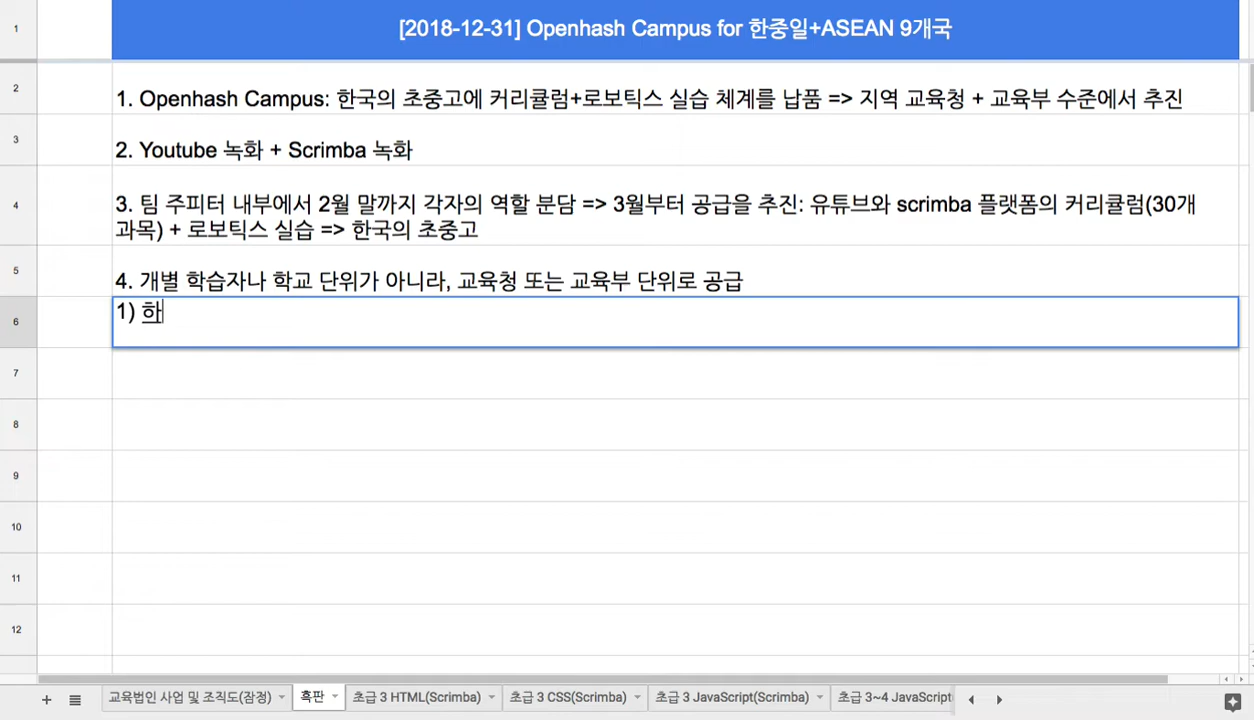 1
[2018-12-31] Openhash Campus for 한중일+ASEAN 9개국
2
1. Openhash Campus: 한국의 초중고에 커리큘럼+로보틱스 실습 체계를 납품 => 지역 교육청 + 교육부 수준에서 추진
3
2. Youtube 녹화 + Scrimba 녹화
4
3. 팀 주피터 내부에서 2월 말까지 각자의 역할 분담 => 3월부터 공급을 추진: 유튜브와 scrimba 플랫폼의 커리큘럼(30개
과목) + 로보틱스 실습 => 한국의 초중고
5
4. 개별 학습자나 학교 단위가 아니라, 교육청 또는 교육부 단위로 공급
6
1) 하
7
8
9
10
11
12
교육법인 사업 및 조직도(잠정) 흑판 초급 3 HTML(Scrimba) 초급 3 CSS(Scrimba) 초급 3 JavaScript(Scrimba) 초급 3~4 JavaScript